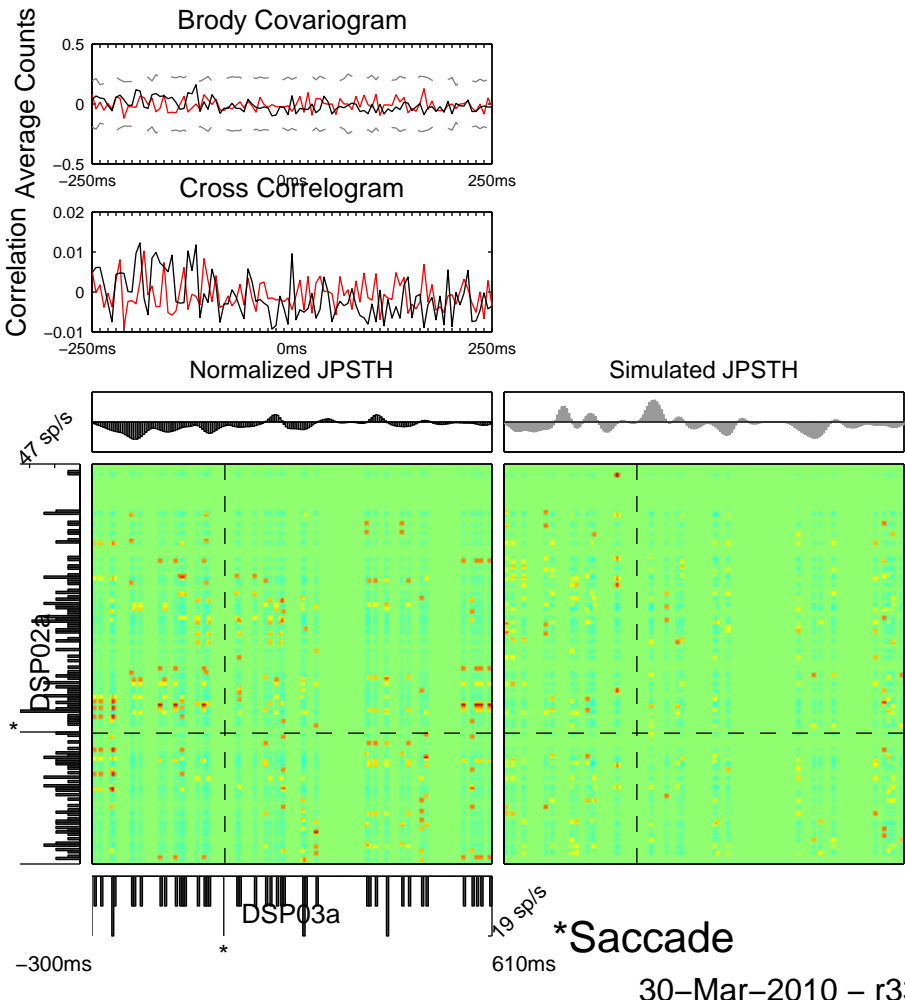 Brody Covariogram
0.5
0
−0.5
−250ms
0ms
250ms
Average Counts
Cross Correlogram
0.02
0.01
0
−0.01
−250ms
0ms
250ms
Correlation
Normalized JPSTH
Simulated JPSTH
47 sp/s
DSP02a
*
DSP03a
*
19 sp/s
−300ms
610ms
*Saccade
30−Mar−2010 − r3